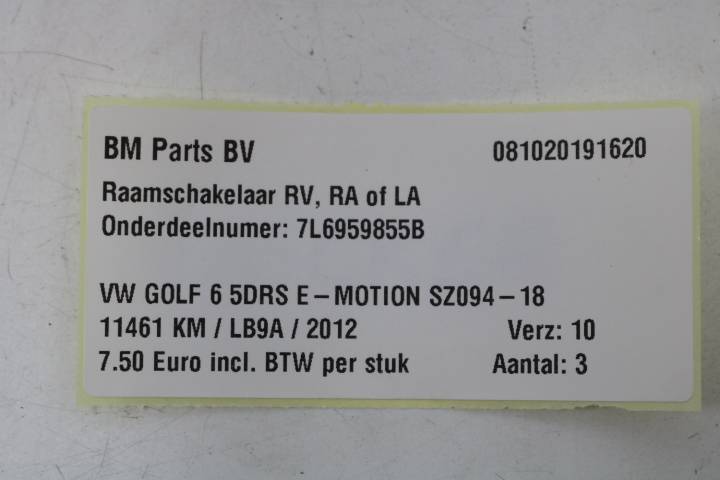 BM Parts BV 081020191620
Raamschakelaar RV, RA of LA
Onderdeelnumer: 7L6959855B
VW GOLF 6 5DRS E-MOTION SZ094-18
11461 KM / LB9A / 2012 Verz: 10
7.50 Euro incl. BTW per stuk Aantal: 3